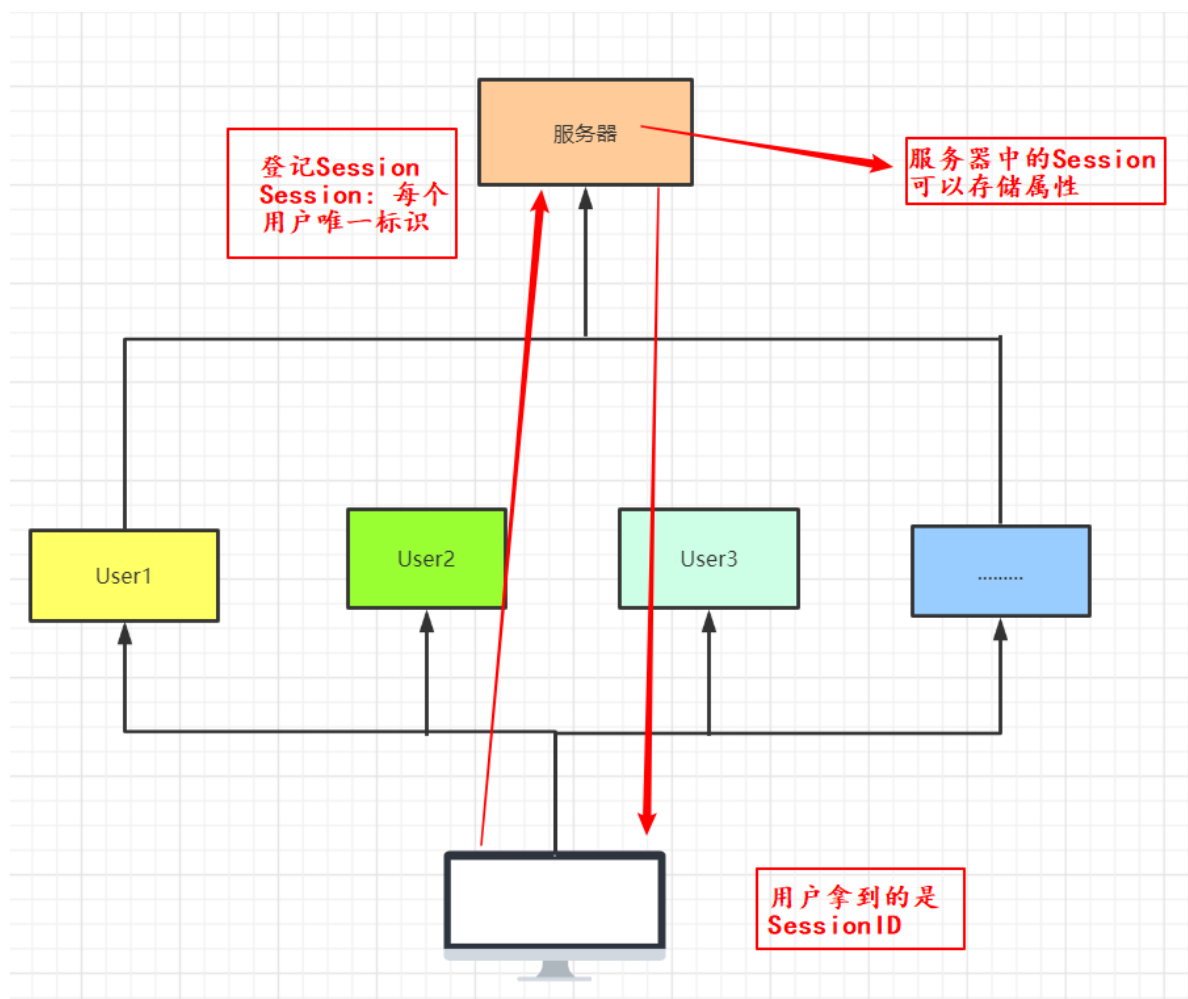 服务器
登记Session
Session: 每个
用户唯一标识
服务器中的Session
可以存储属性
User1
User2
User3
.........
用户拿到的是
SessionID